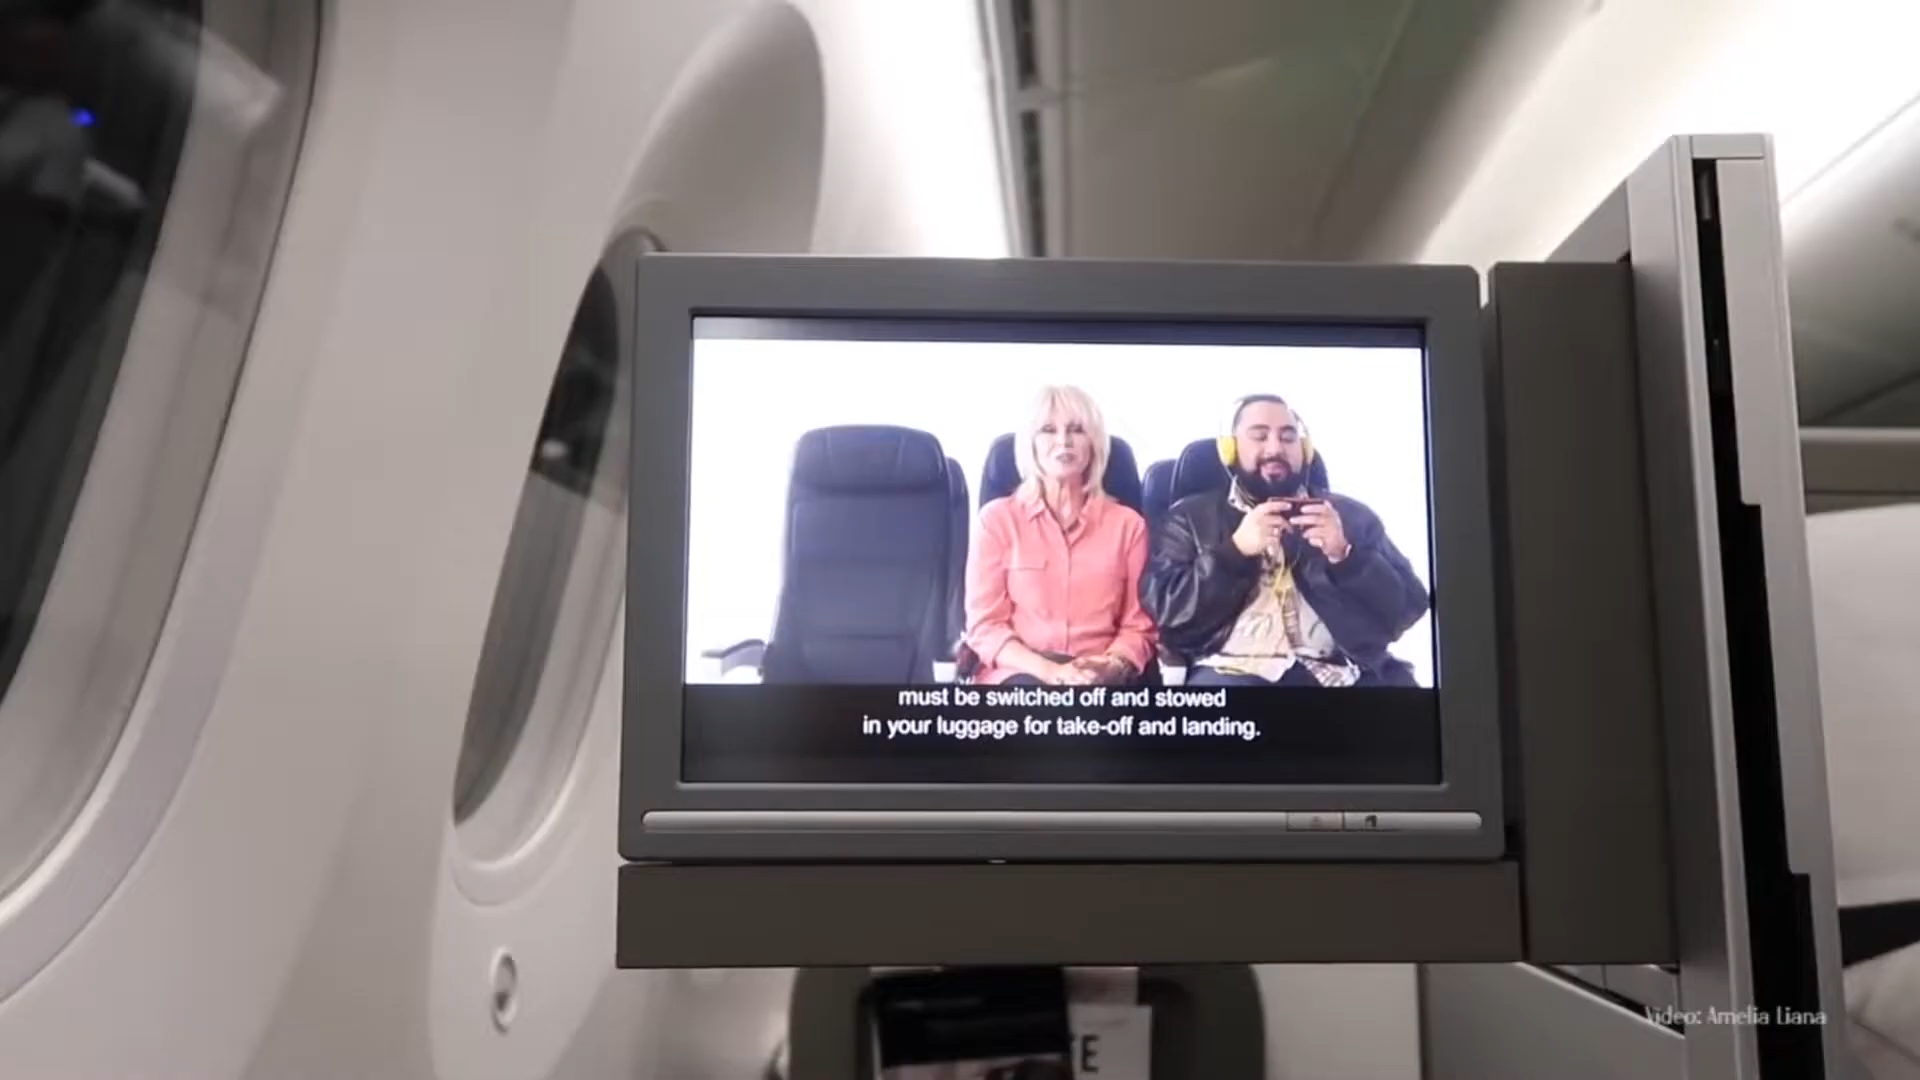 must be switched off and stowed
in your luggage for take-off and landing.
Video: Amelia Liana